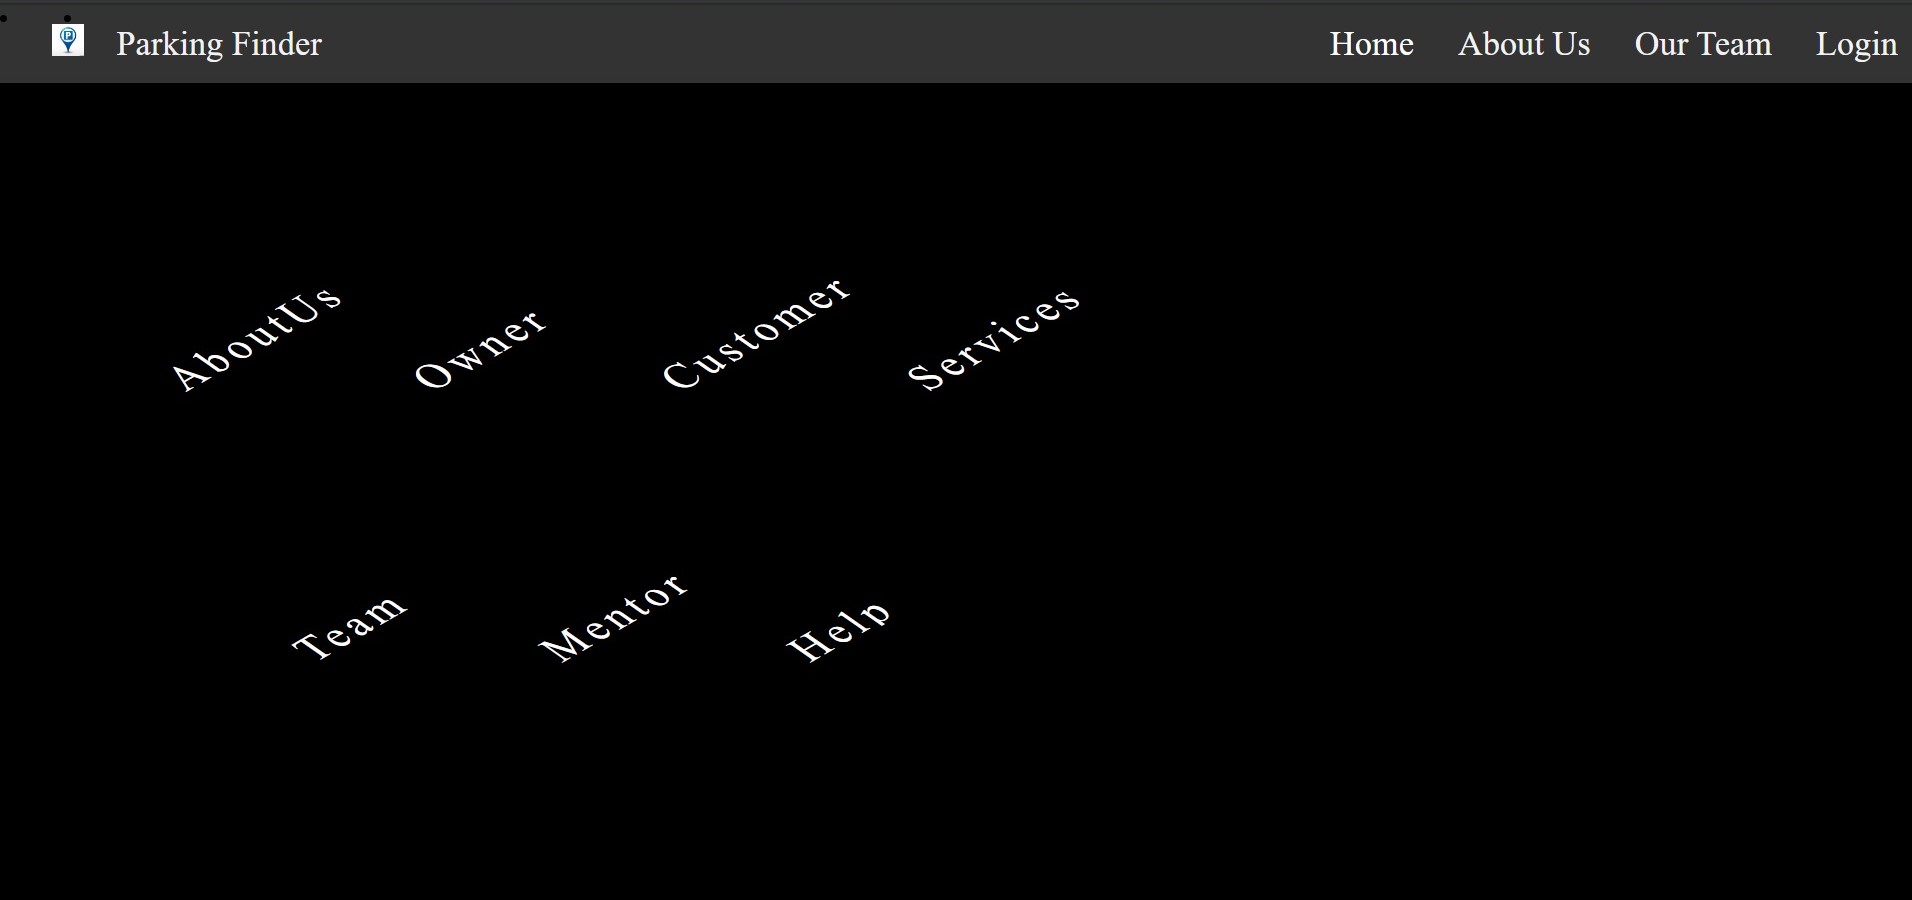 P
Parking Finder
Home About Us Our Team Login
AboutUs Owner Customer Services
Team Mentor Help